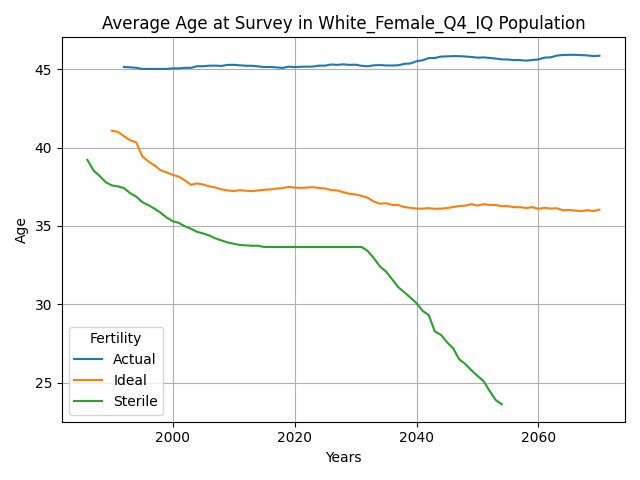 Average Age at Survey in White_Female_Q4_IQ Population
Age
45
40
35
30
25
Fertility
Actual
Ideal
Sterile
2000 2020 2040 2060
Years